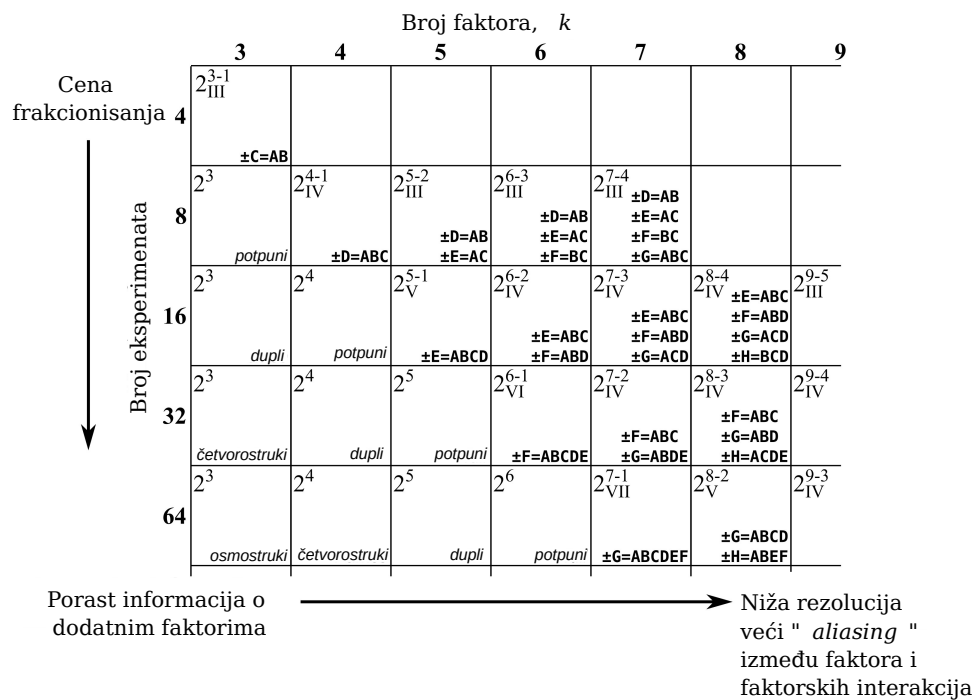 Broj faktora, k
3 4 5 6 7 8 9
Cena
frakcionisanja
Broj eksperimenata
4
2^{3-1}_{III}
±C=AB
8
2^3
potpuni
2^{4-1}_{IV}
±D=ABC
2^{5-2}_{III}
±D=AB
±E=AC
2^{6-3}_{III}
±D=AB
±E=AC
±F=BC
2^{7-4}_{III}
±D=AB
±E=AC
±F=BC
±G=ABC
16
2^3
dupli
2^4
potpuni
2^{5-1}_{V}
±E=ABCD
2^{6-2}_{IV}
±E=ABC
±F=ABD
2^{7-3}_{IV}
±E=ABC
±F=ABD
±G=ACD
2^{8-4}_{IV}
±E=ABC
±F=ABD
±G=ACD
±H=BCD
2^{9-5}_{III}
32
2^3
četvorostruki
2^4
dupli
2^5
potpuni
2^{6-1}_{VI}
±F=ABCDE
2^{7-2}_{IV}
±F=ABC
±G=ABDE
2^{8-3}_{IV}
±F=ABC
±G=ABD
±H=ACDE
2^{9-4}_{IV}
64
2^3
osmostruki
2^4
četvorostruki
2^5
dupli
2^6
potpuni
2^{7-1}_{VII}
±G=ABCDEF
2^{8-2}_{V}
±G=ABCD
±H=ABEF
2^{9-3}_{IV}
Porast informacija o
dodatnim faktorima
Niža rezolucija
veći " aliasing "
između faktora i
faktorskih interakcija